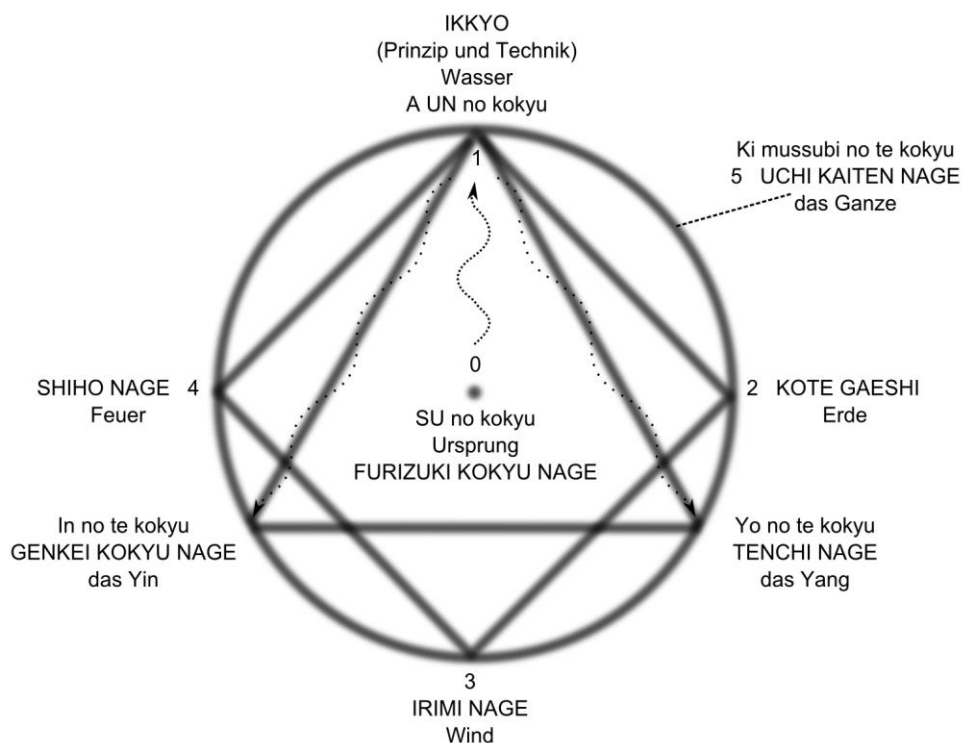 IKKYO
(Prinzip und Technik)
Wasser
A UN no kokyu
1
Ki mussubi no te kokyu
5 UCHI KAITEN NAGE
das Ganze
0
SHIHO NAGE 4
Feuer
2 KOTE GAESHI
Erde
SU no kokyu
Ursprung
FURIZUKI KOKYU NAGE
In no te kokyu
GENKEI KOKYU NAGE
das Yin
Yo no te kokyu
TENCHI NAGE
das Yang
3
IRIMI NAGE
Wind